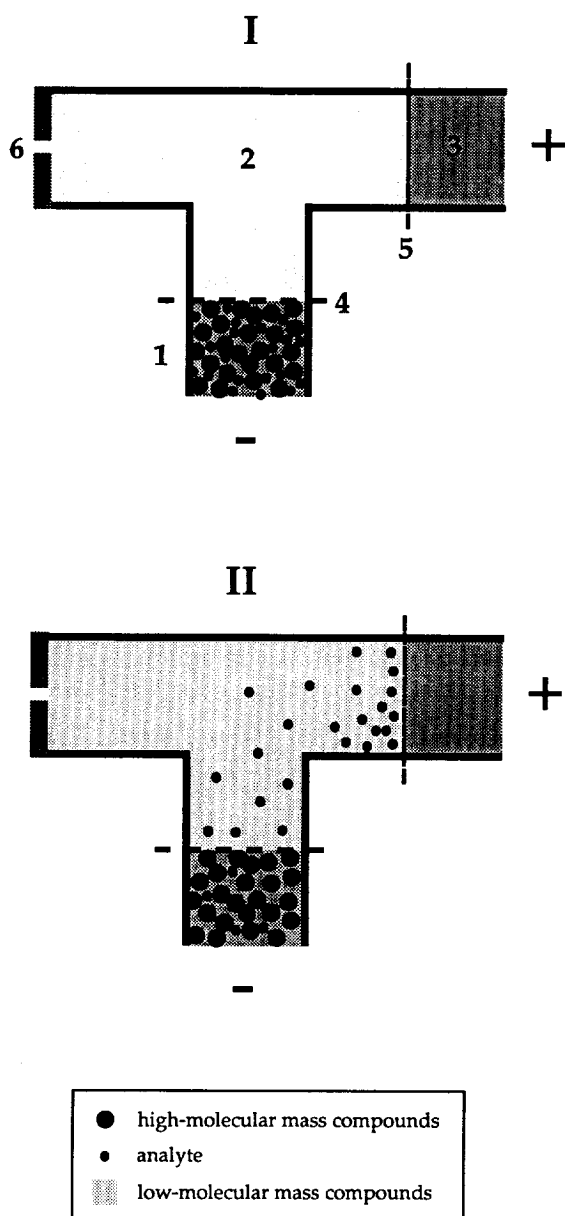 I
6
2
3
+
5
-
4
1
-
II
+
-
-
high-molecular mass compounds
analyte
low-molecular mass compounds